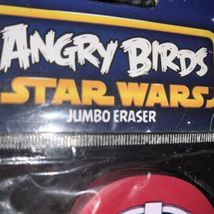 ANGRY BIRDS
STAR WARS
JUMBO ERASER